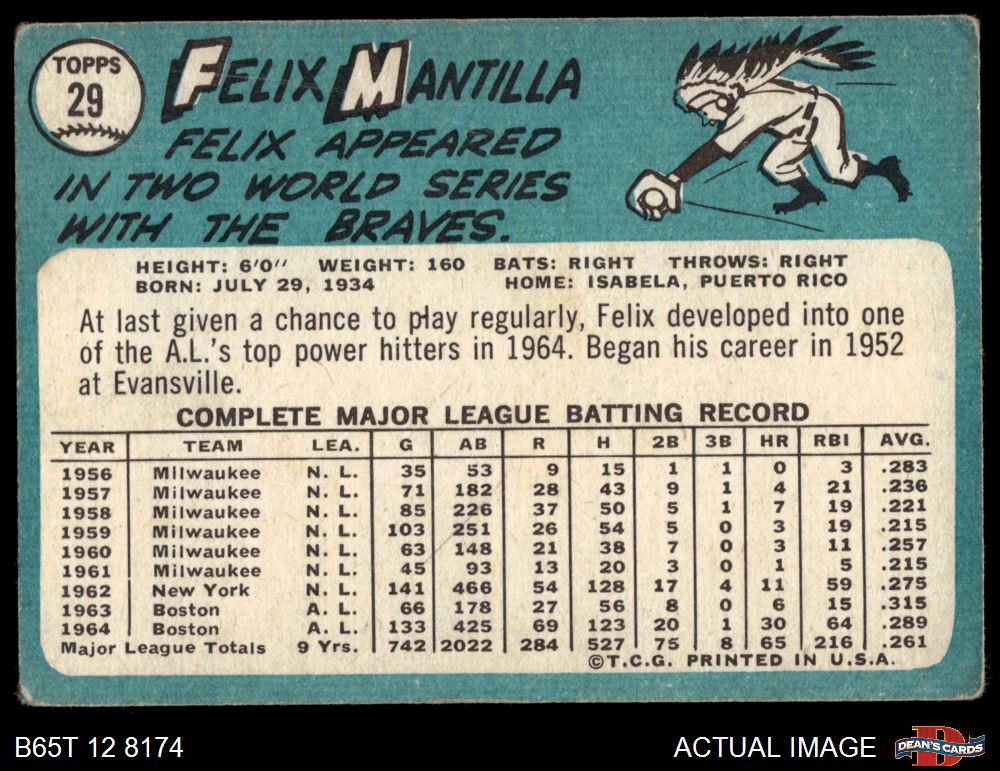 TOPPS
29
FELIX MANTILLA
FELIX APPEARED
IN TWO WORLD SERIES
WITH THE BRAVES.
HEIGHT: 6'0" WEIGHT: 160 BATS: RIGHT THROWS: RIGHT
BORN: JULY 29, 1934 HOME: ISABELA, PUERTO RICO
At last given a chance to play regularly, Felix developed into one
of the A.L.'s top power hitters in 1964. Began his career in 1952
at Evansville.
COMPLETE MAJOR LEAGUE BATTING RECORD
YEAR TEAM LEA. G AB R H 2B 3B HR RBI AVG.
1956 Milwaukee N. L. 35 53 9 15 1 1 0 3 .283
1957 Milwaukee N. L. 71 182 28 43 9 1 4 21 .236
1958 Milwaukee N. L. 85 226 37 50 5 1 7 19 .221
1959 Milwaukee N. L. 103 251 26 54 5 0 3 19 .215
1960 Milwaukee N. L. 63 148 21 38 7 0 3 11 .257
1961 Milwaukee N. L. 45 93 13 20 3 0 1 5 .215
1962 New York N. L. 141 466 54 128 17 4 11 59 .275
1963 Boston A. L. 66 178 27 56 8 0 6 15 .315
1964 Boston A. L. 133 425 69 123 20 1 30 64 .289
Major League Totals 9 Yrs. 742 2022 284 527 75 8 65 216 .261
©T.C.G. PRINTED IN U.S.A.
B65T 12 8174 ACTUAL IMAGE D DEAN'S CARDS